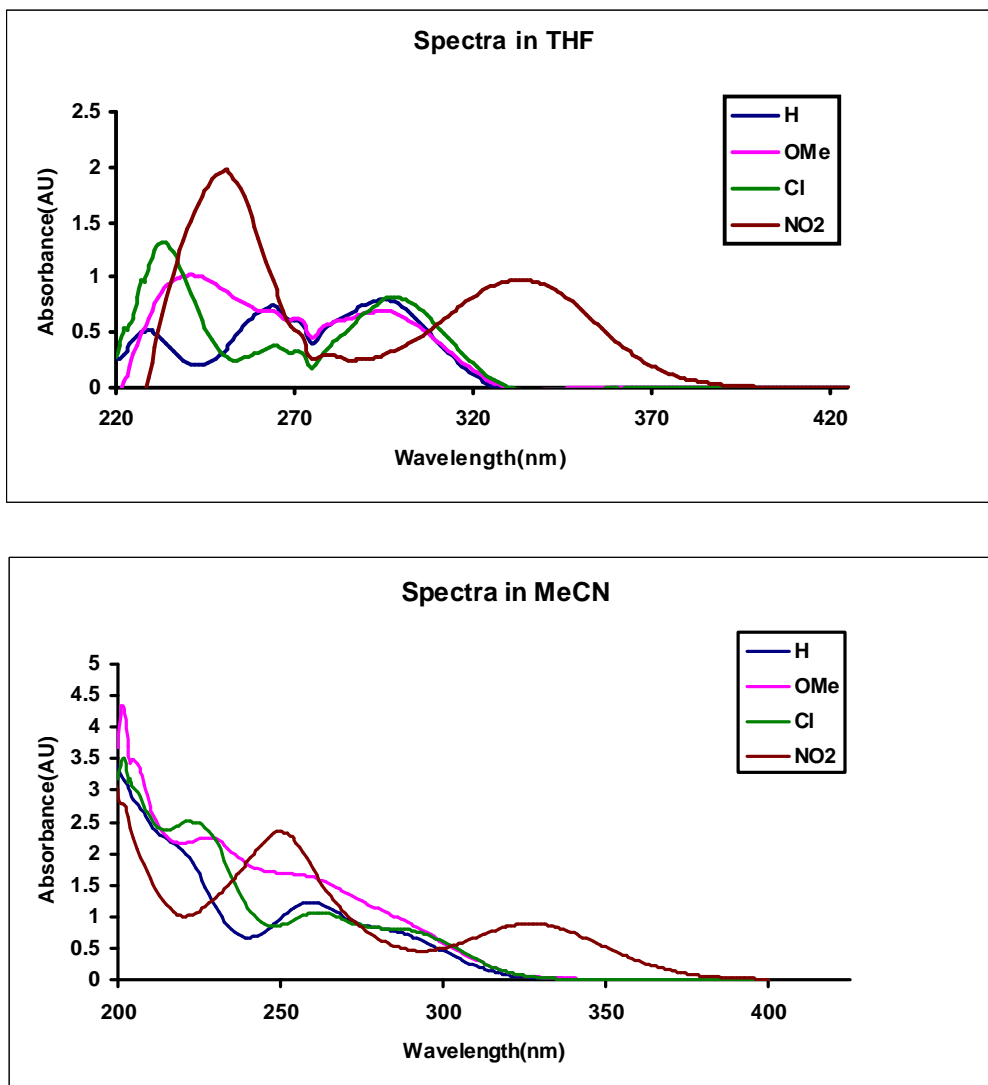 Spectra in THF
H
OMe
Cl
NO2
2.5
2
1.5
1
0.5
0
220 270 320 370 420
Absorbance(AU)
Wavelength(nm)
Spectra in MeCN
H
OMe
Cl
NO2
5
4.5
4
3.5
3
2.5
2
1.5
1
0.5
0
200 250 300 350 400
Absorbance(AU)
Wavelength(nm)